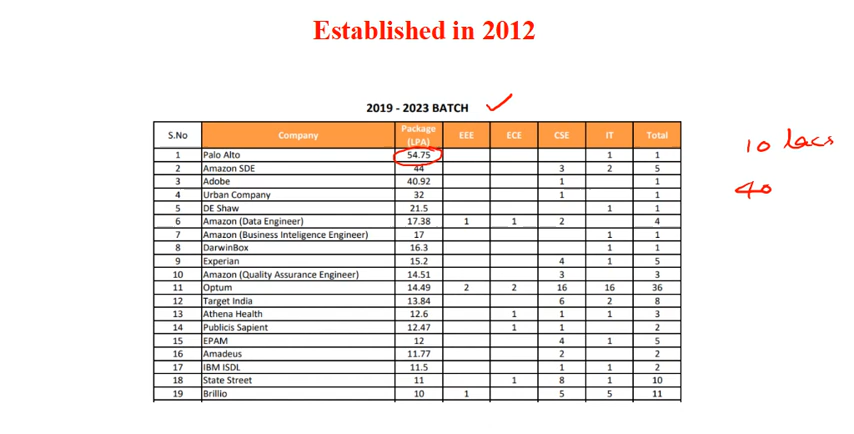 Established in 2012
2019 - 2023 BATCH
S.No Company Package (LPA) EEE ECE CSE IT Total
1 Palo Alto 54.75 1 1
2 Amazon SDE 44 3 2 5
3 Adobe 40.92 1 1
4 Urban Company 32 1 1
5 DE Shaw 21.5 1 1
6 Amazon (Data Engineer) 17.38 1 1 2 4
7 Amazon (Business Inteligence Engineer) 17 1 1
8 DarwinBox 16.3 1 1
9 Experian 15.2 4 1 5
10 Amazon (Quality Assurance Engineer) 14.51 3 3
11 Optum 14.49 2 2 16 16 36
12 Target India 13.84 6 2 8
13 Athena Health 12.6 1 1 1 3
14 Publicis Sapient 12.47 1 1 2
15 EPAM 12 4 1 5
16 Amadeus 11.77 2 2
17 IBM ISDL 11.5 1 1 2
18 State Street 11 1 8 1 10
19 Brillio 10 1 5 5 11
10 lacs
40